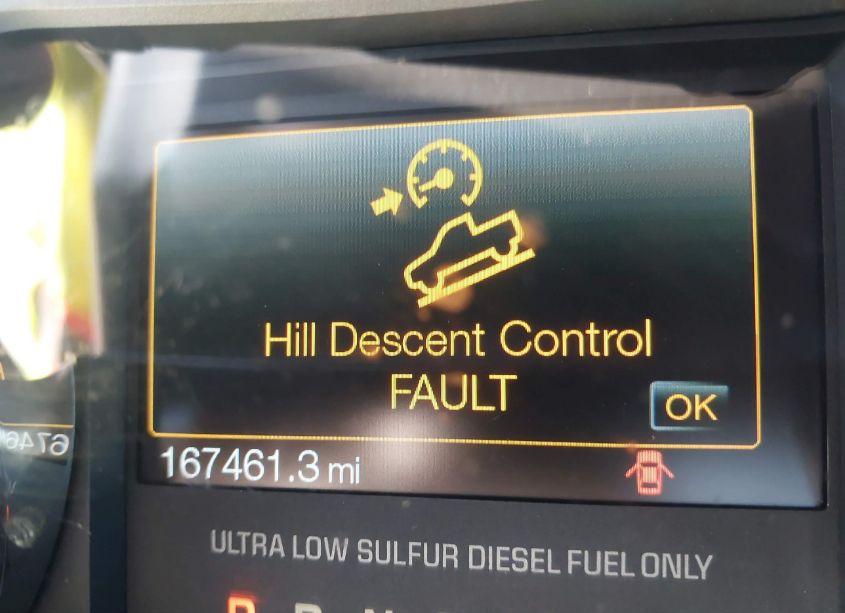 Hill Descent Control
FAULT
OK
167461.3 mi
ULTRA LOW SULFUR DIESEL FUEL ONLY
P R N